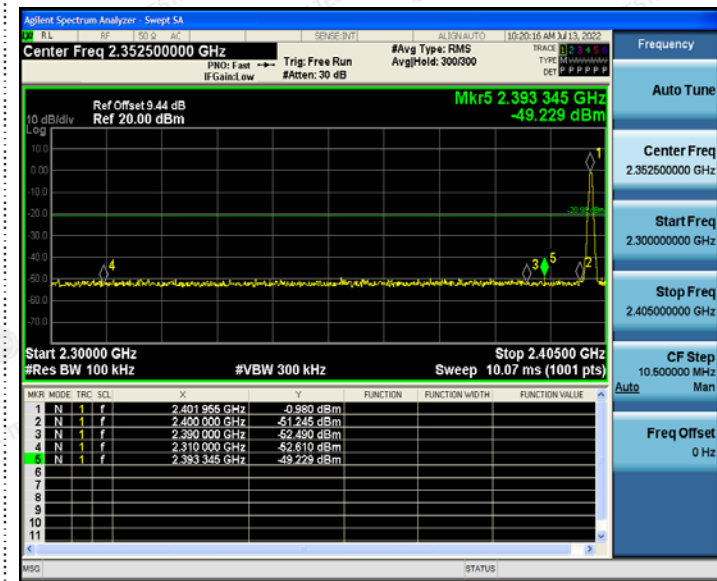 Agilent Spectrum Analyzer - Swept SA
RL RF 50 Ω AC SENSE:INT ALIGN AUTO 10:20:16 AM Jul 13, 2022
Center Freq 2.352500000 GHz
PNO: Fast
IFGain:Low
Trig: Free Run
#Atten: 30 dB
#Avg Type: RMS
Avg|Hold: 300/300
TRACE 1 2 3 4 5 6
TYPE M
DET P P P P P P
Mkr5 2.393 345 GHz
-49.229 dBm
Ref Offset 9.44 dB
10 dB/div Ref 20.00 dBm
Log
10.0
0.00
-10.0
-20.0
-30.0
-40.0
-50.0
-60.0
-70.0
1
-20.98 dBm
4
3
5
2
Start 2.30000 GHz Stop 2.40500 GHz
#Res BW 100 kHz #VBW 300 kHz Sweep 10.07 ms (1001 pts)
MKR MODE TRC SCL X Y FUNCTION FUNCTION WIDTH FUNCTION VALUE
1 N 1 f 2.401 955 GHz -0.980 dBm
2 N 1 f 2.400 000 GHz -51.245 dBm
3 N 1 f 2.390 000 GHz -52.490 dBm
4 N 1 f 2.310 000 GHz -52.610 dBm
5 N 1 f 2.393 345 GHz -49.229 dBm
6
7
8
9
10
11
MSG STATUS
Frequency
Auto Tune
Center Freq
2.352500000 GHz
Start Freq
2.300000000 GHz
Stop Freq
2.405000000 GHz
CF Step
10.500000 MHz
Auto Man
Freq Offset
0 Hz